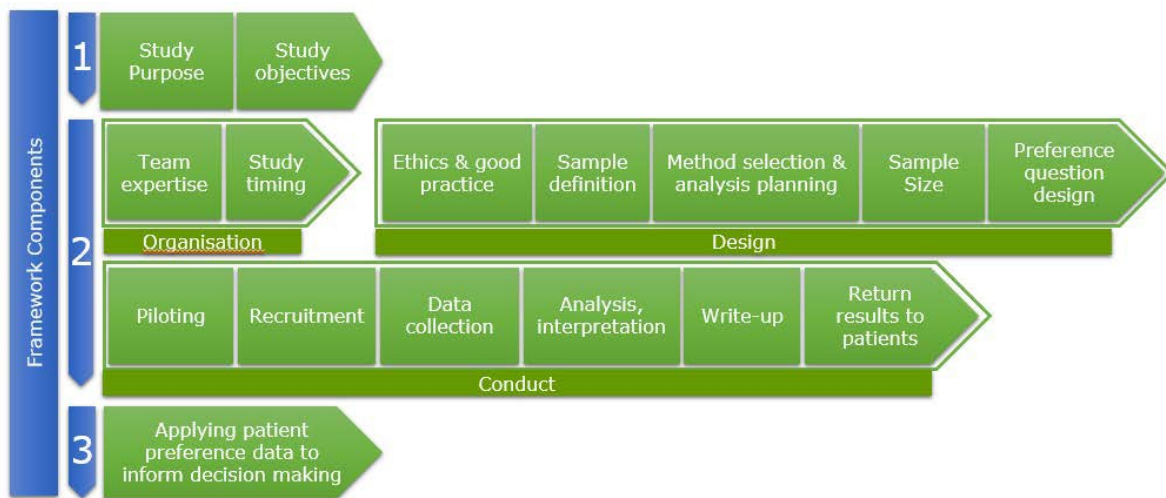 Framework Components
1
Study
Purpose
Study
objectives
2
Team
expertise
Study
timing
Organisation
Ethics & good
practice
Sample
definition
Method selection &
analysis planning
Sample
Size
Preference
question
design
Design
Piloting
Recruitment
Data
collection
Analysis,
interpretation
Write-up
Return
results to
patients
Conduct
3
Applying patient
preference data to
inform decision making